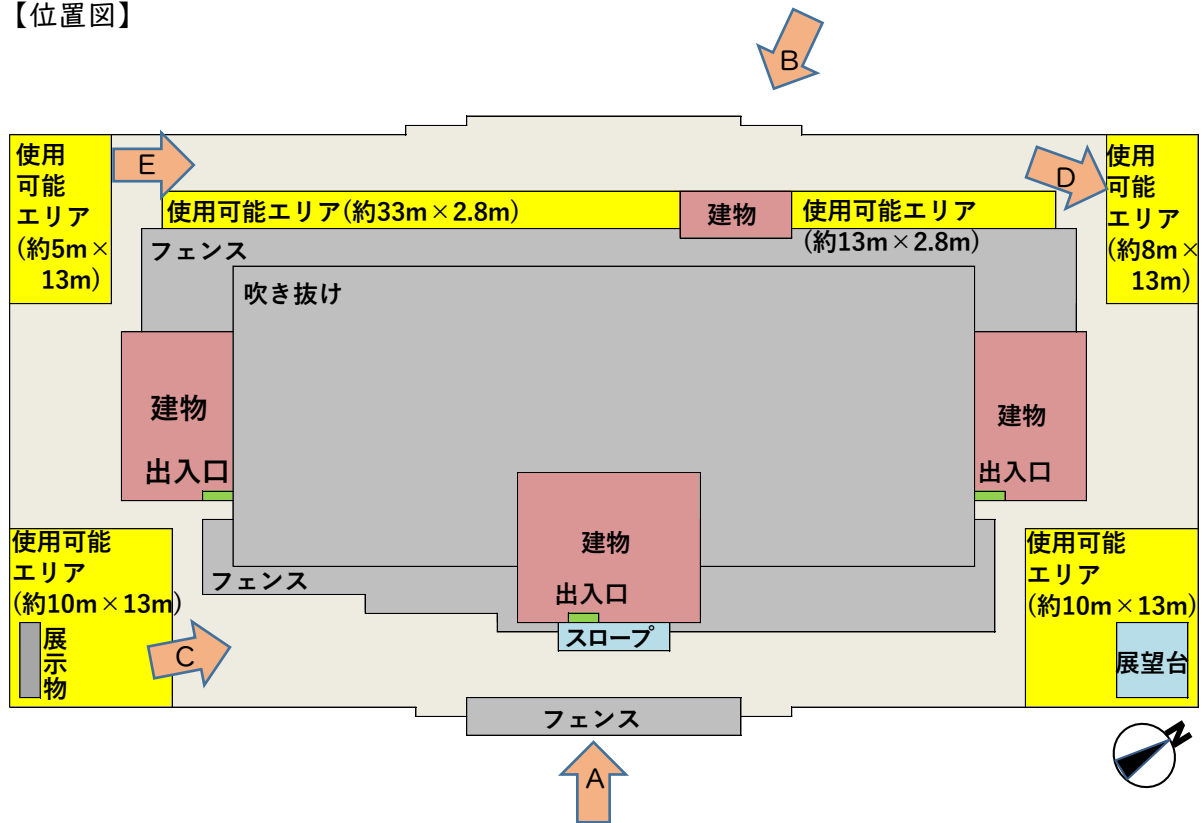 【位置図】
B
使用
可能
エリア
(約5m×
13m)
E
D
使用
可能
エリア
(約8m×
13m)
使用可能エリア(約33m×2.8m)
建物
使用可能エリア
(約13m×2.8m)
フェンス
吹き抜け
建物
出入口
建物
出入口
建物
出入口
スロープ
フェンス
使用可能
エリア
(約10m×13m)
展
示
物
C
使用可能
エリア
(約10m×13m)
展望台
フェンス
A
N